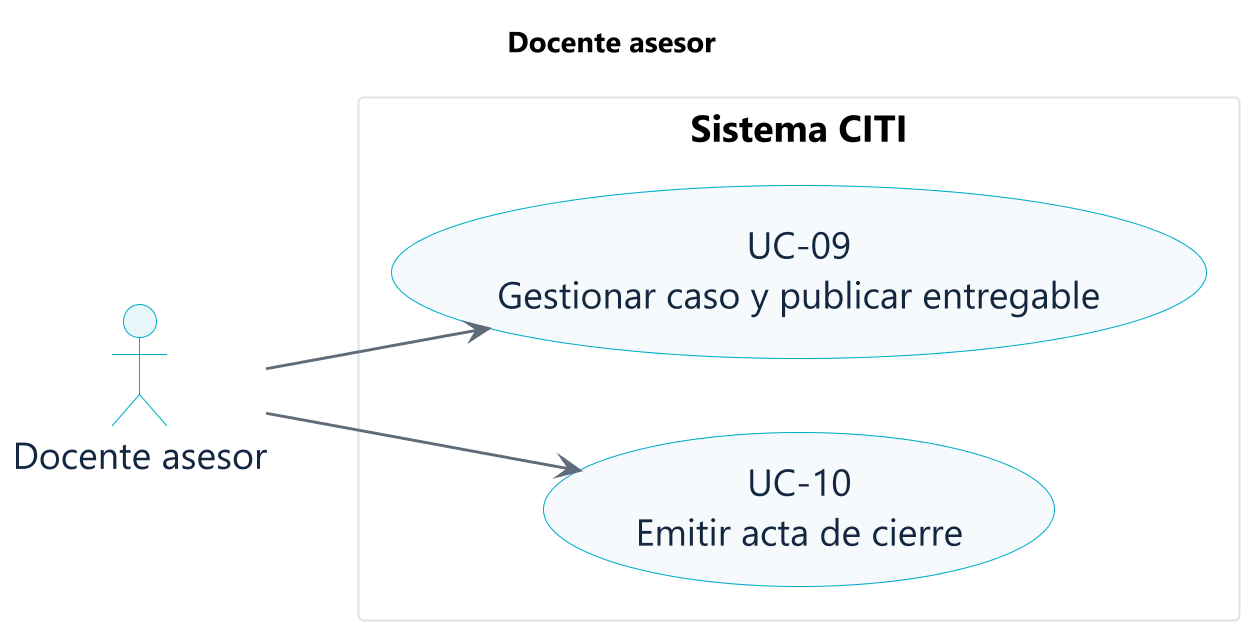 Docente asesor
Sistema CITI
UC-09
Gestionar caso y publicar entregable
Docente asesor
UC-10
Emitir acta de cierre